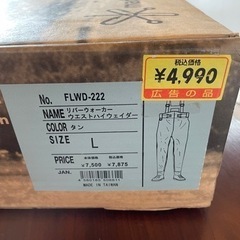 税込価格
¥4,990
広告の品
No. FLWD-222
NAME リバーウォーカー
ウエストハイウェイダー
COLOR タン
SIZE L
PRICE ¥7,500 ¥7,875
JAN.
MADE IN TAIWAN